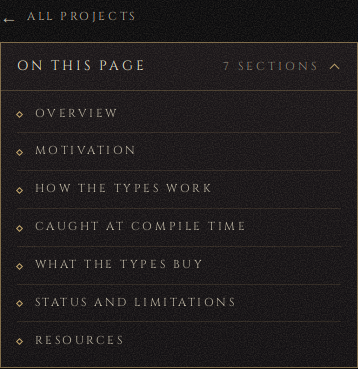 ← ALL PROJECTS
ON THIS PAGE
7 SECTIONS
OVERVIEW
MOTIVATION
HOW THE TYPES WORK
CAUGHT AT COMPILE TIME
WHAT THE TYPES BUY
STATUS AND LIMITATIONS
RESOURCES